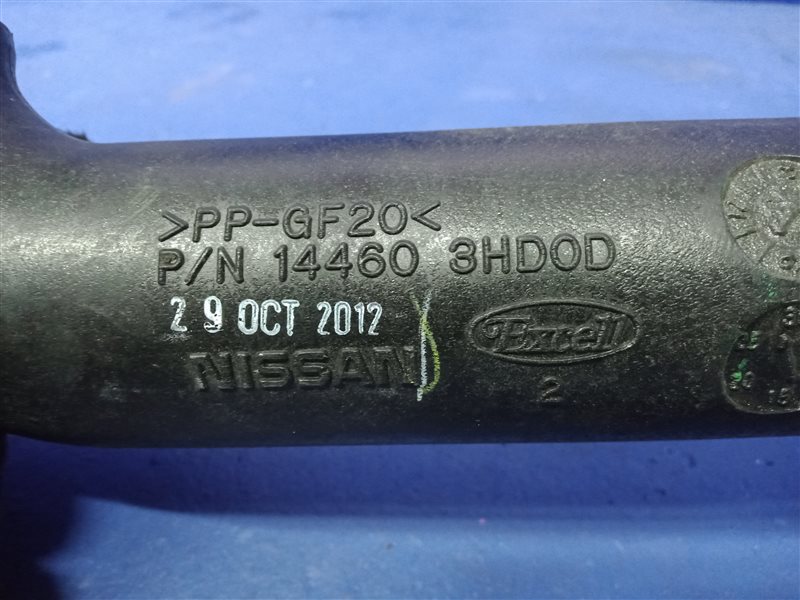 >PP-GF20<
P/N 14460 3HD0D
29 OCT 2012
Excell
NISSAN
2